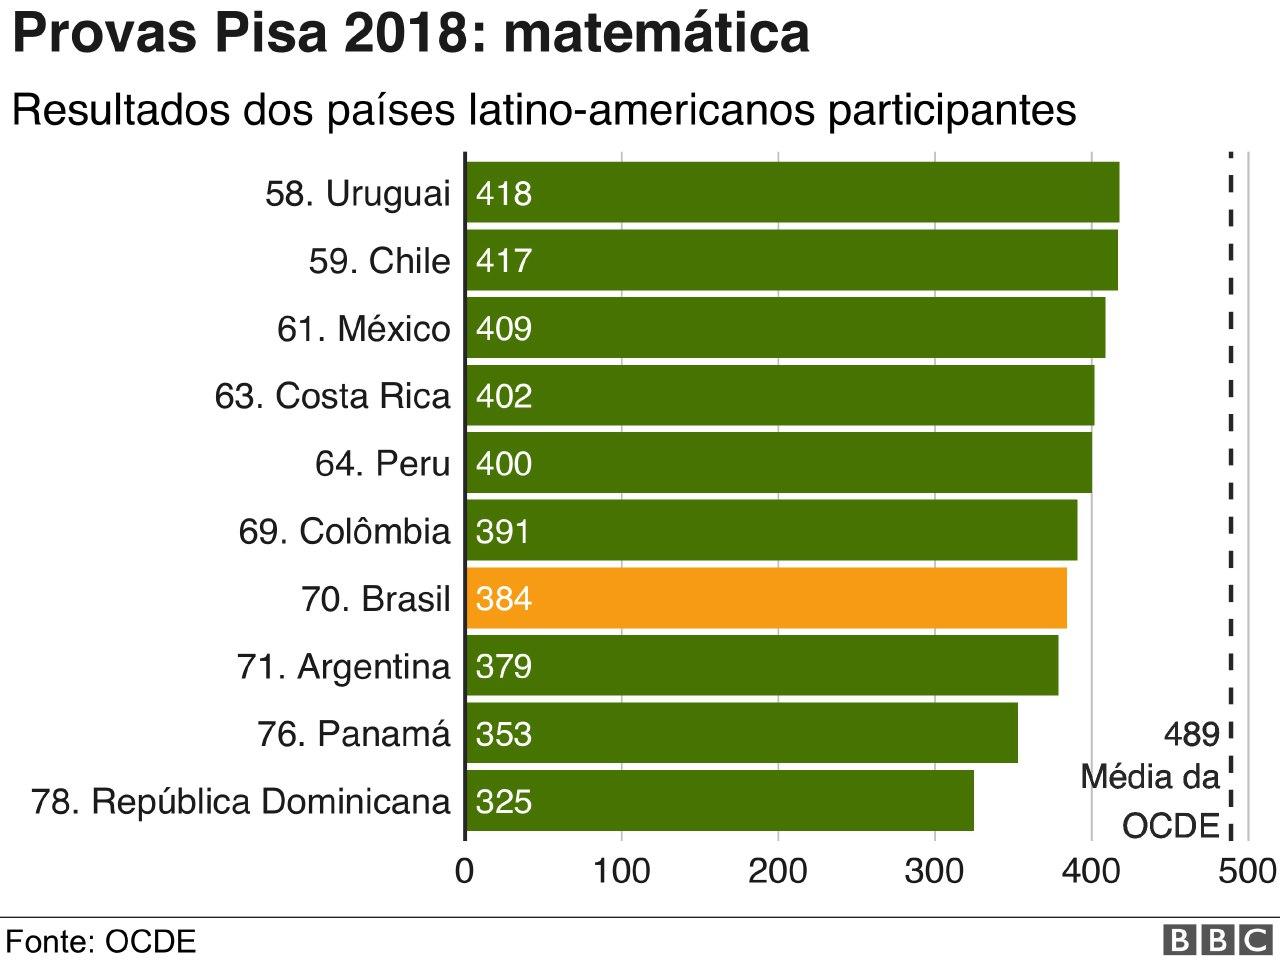 Provas Pisa 2018: matemática
Resultados dos países latino-americanos participantes
58. Uruguai 418
59. Chile 417
61. México 409
63. Costa Rica 402
64. Peru 400
69. Colômbia 391
70. Brasil 384
71. Argentina 379
76. Panamá 353
78. República Dominicana 325
489
Média da
OCDE
0 100 200 300 400 500
Fonte: OCDE
BBC